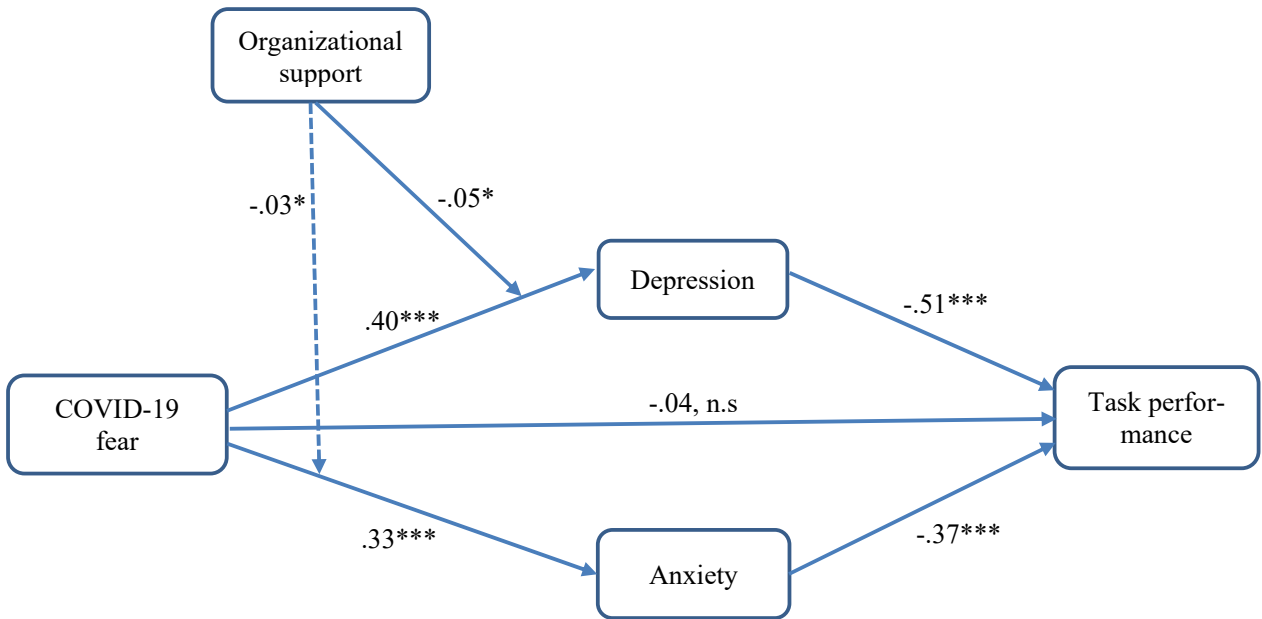 Organizational
support
-.03*
-.05*
Depression
.40***
-.51***
COVID-19
fear
-.04, n.s
Task perfor-
mance
.33***
-.37***
Anxiety